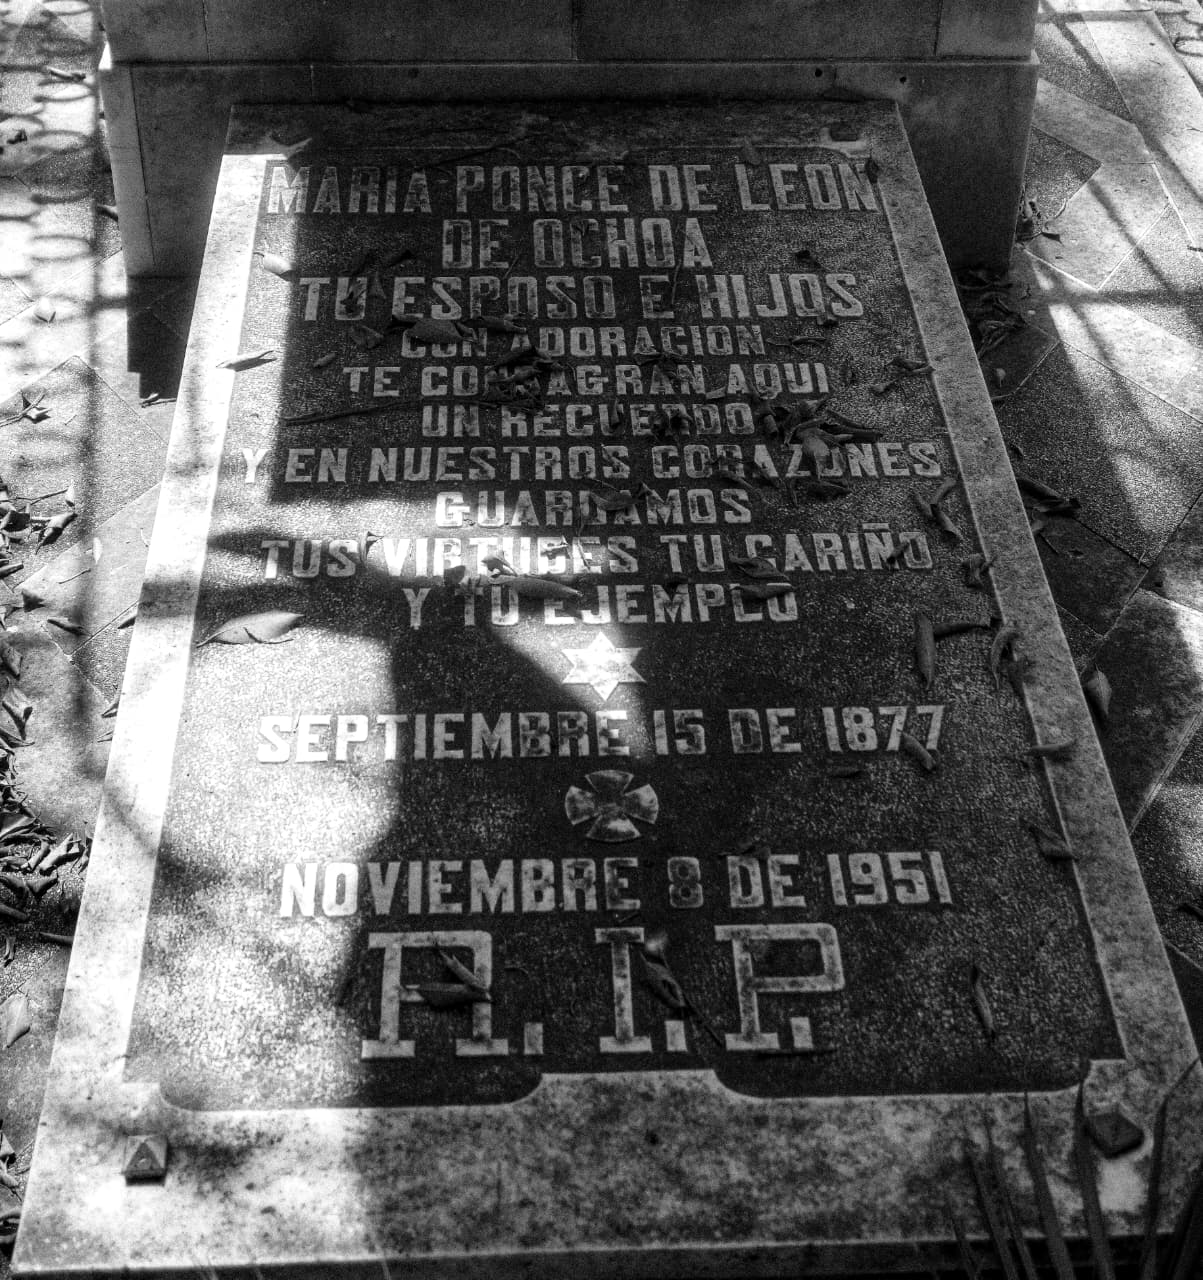 MARIA PONCE DE LEON
DE OCHOA
TU ESPOSO E HIJOS
CON ADORACION
TE CONSAGRAN AQUI
UN RECUERDO
Y EN NUESTROS CORAZONES
GUARDAMOS
TUS VIRTUDES TU CARIÑO
Y TU EJEMPLO
SEPTIEMBRE 15 DE 1877
NOVIEMBRE 8 DE 1951
R. I. P.